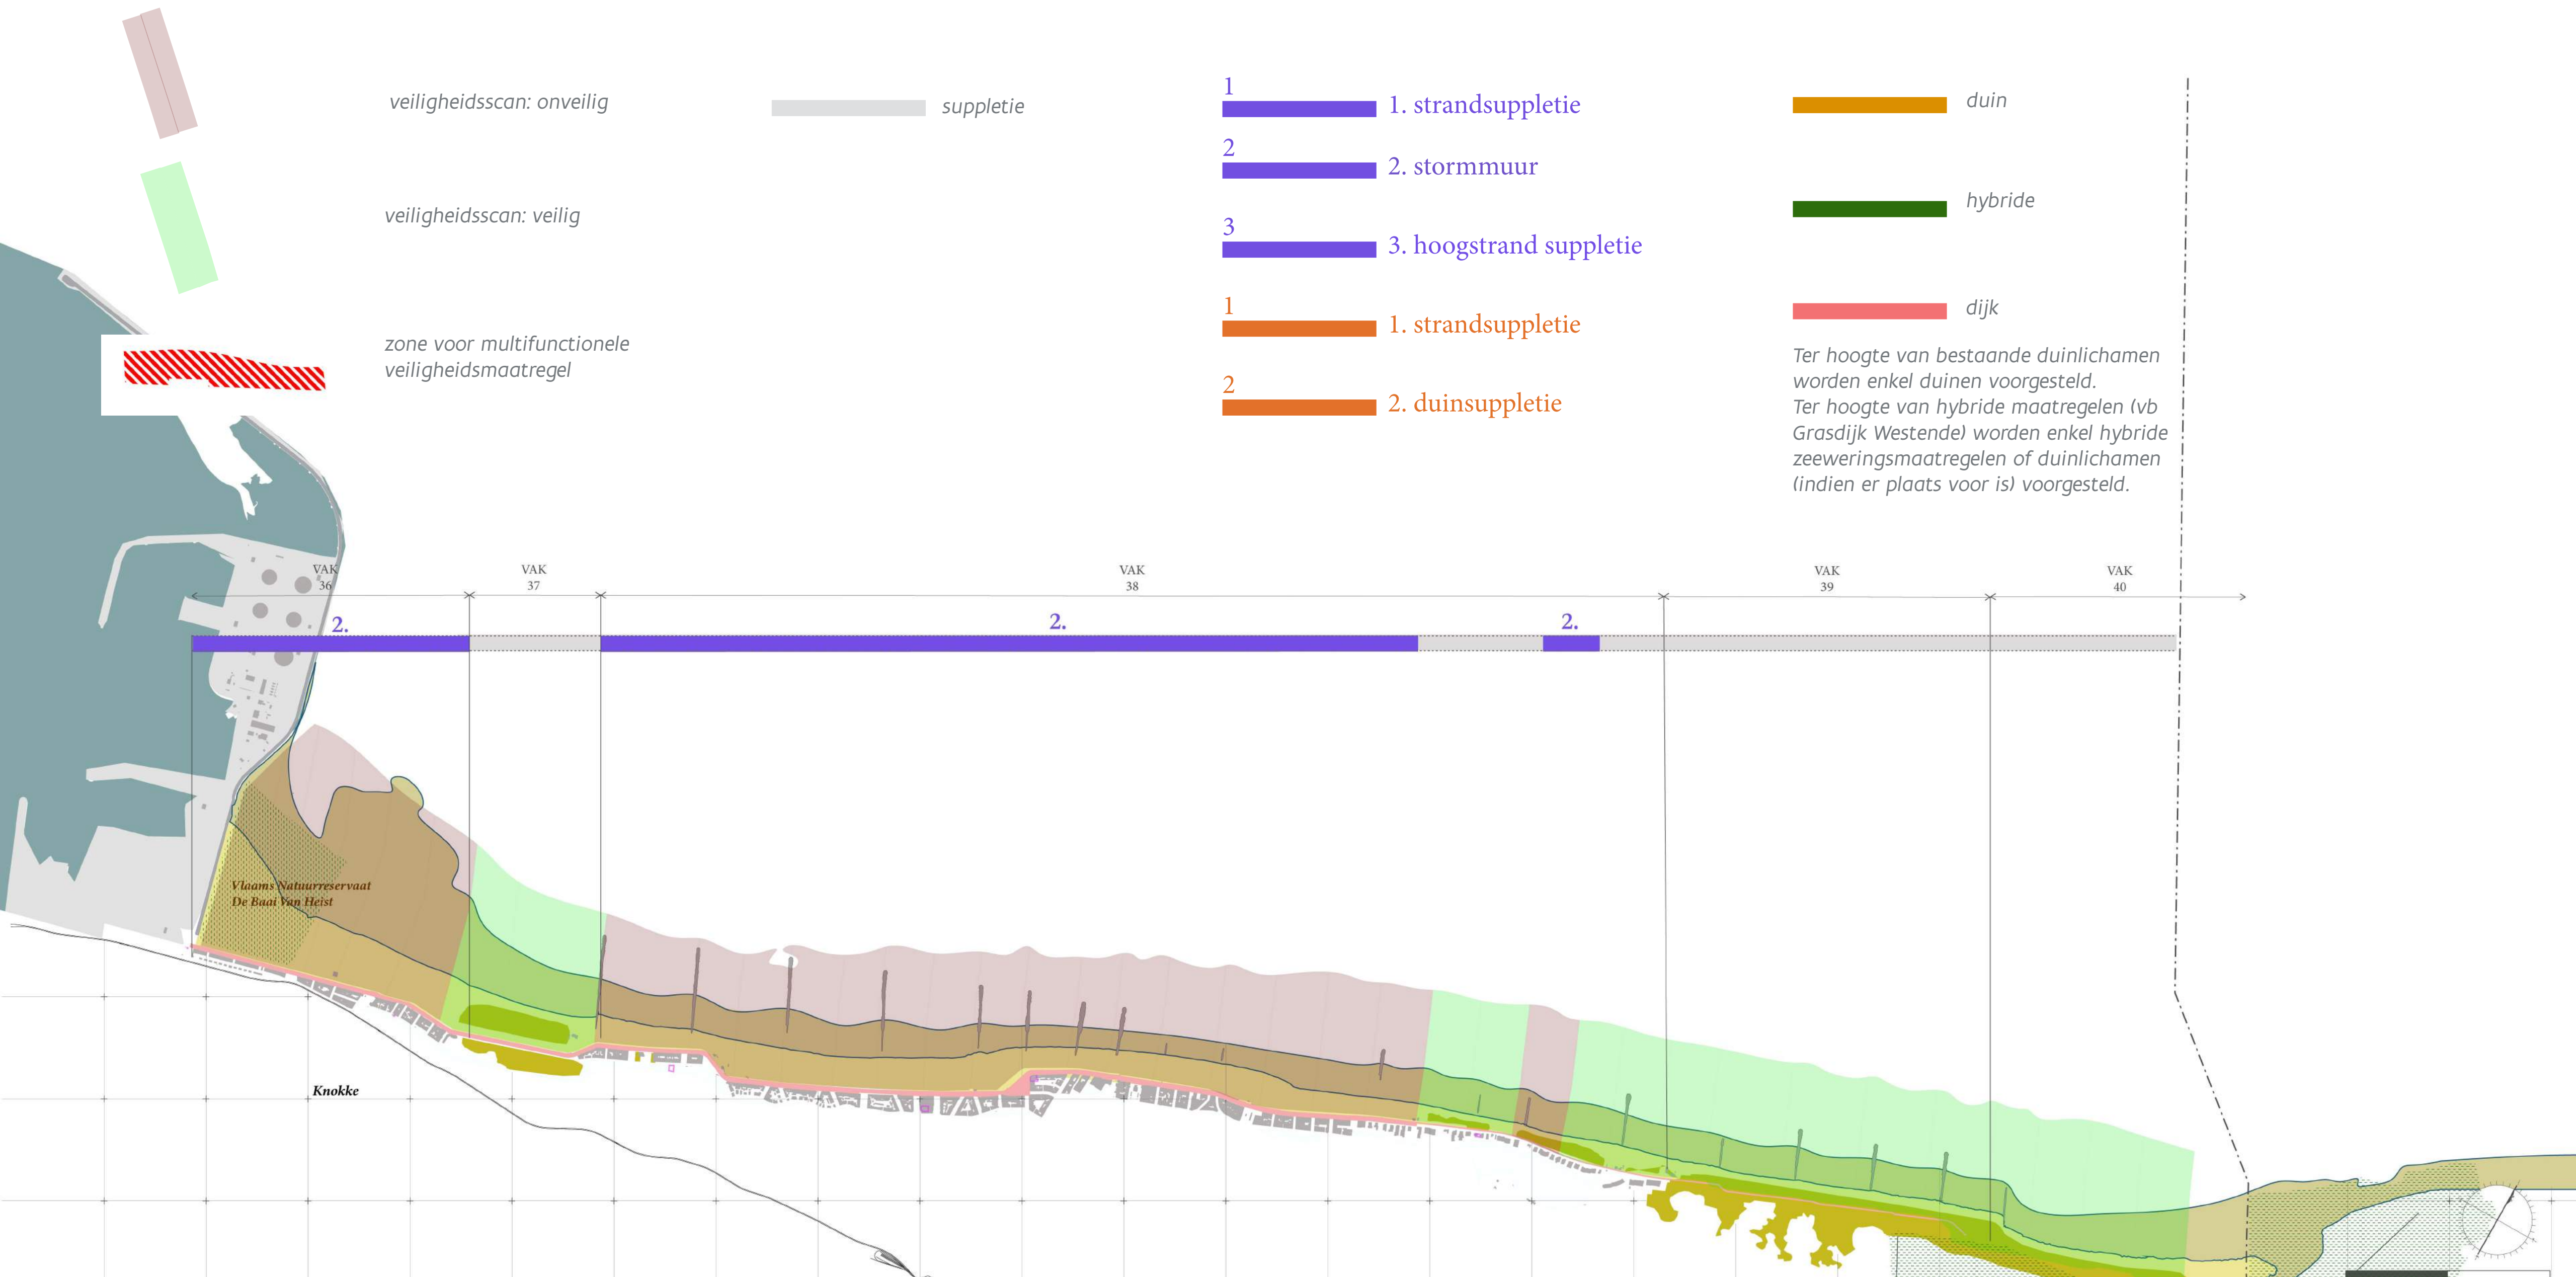 veiligheidsscan: onveilig
veiligheidsscan: veilig
zone voor multifunctionele
veiligheidsmaatregel
suppletie
1
1. strandsuppletie
2
2. stormmuur
3
3. hoogstrand suppletie
1
1. strandsuppletie
2
2. duinsuppletie
duin
hybride
dijk
Ter hoogte van bestaande duinlichamen
worden enkel duinen voorgesteld.
Ter hoogte van hybride maatregelen (vb
Grasdijk Westende) worden enkel hybride
zeeweringsmaatregelen of duinlichamen
(indien er plaats voor is) voorgesteld.
VAK
36
VAK
37
VAK
38
VAK
39
VAK
40
2.
2.
2.
Vlaams Natuurreservaat
De Baai Van Heist
Knokke